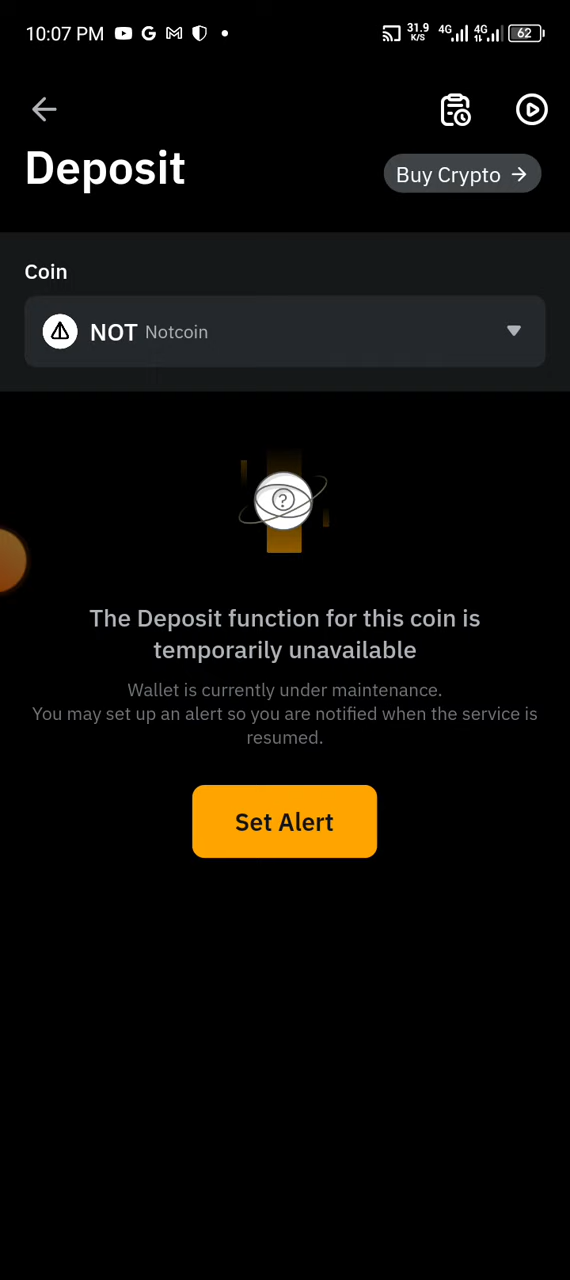 10:07 PM 31.9 K/S 4G 4G 62
Deposit
Buy Crypto →
Coin
NOT Notcoin
?
The Deposit function for this coin is
temporarily unavailable
Wallet is currently under maintenance.
You may set up an alert so you are notified when the service is
resumed.
Set Alert